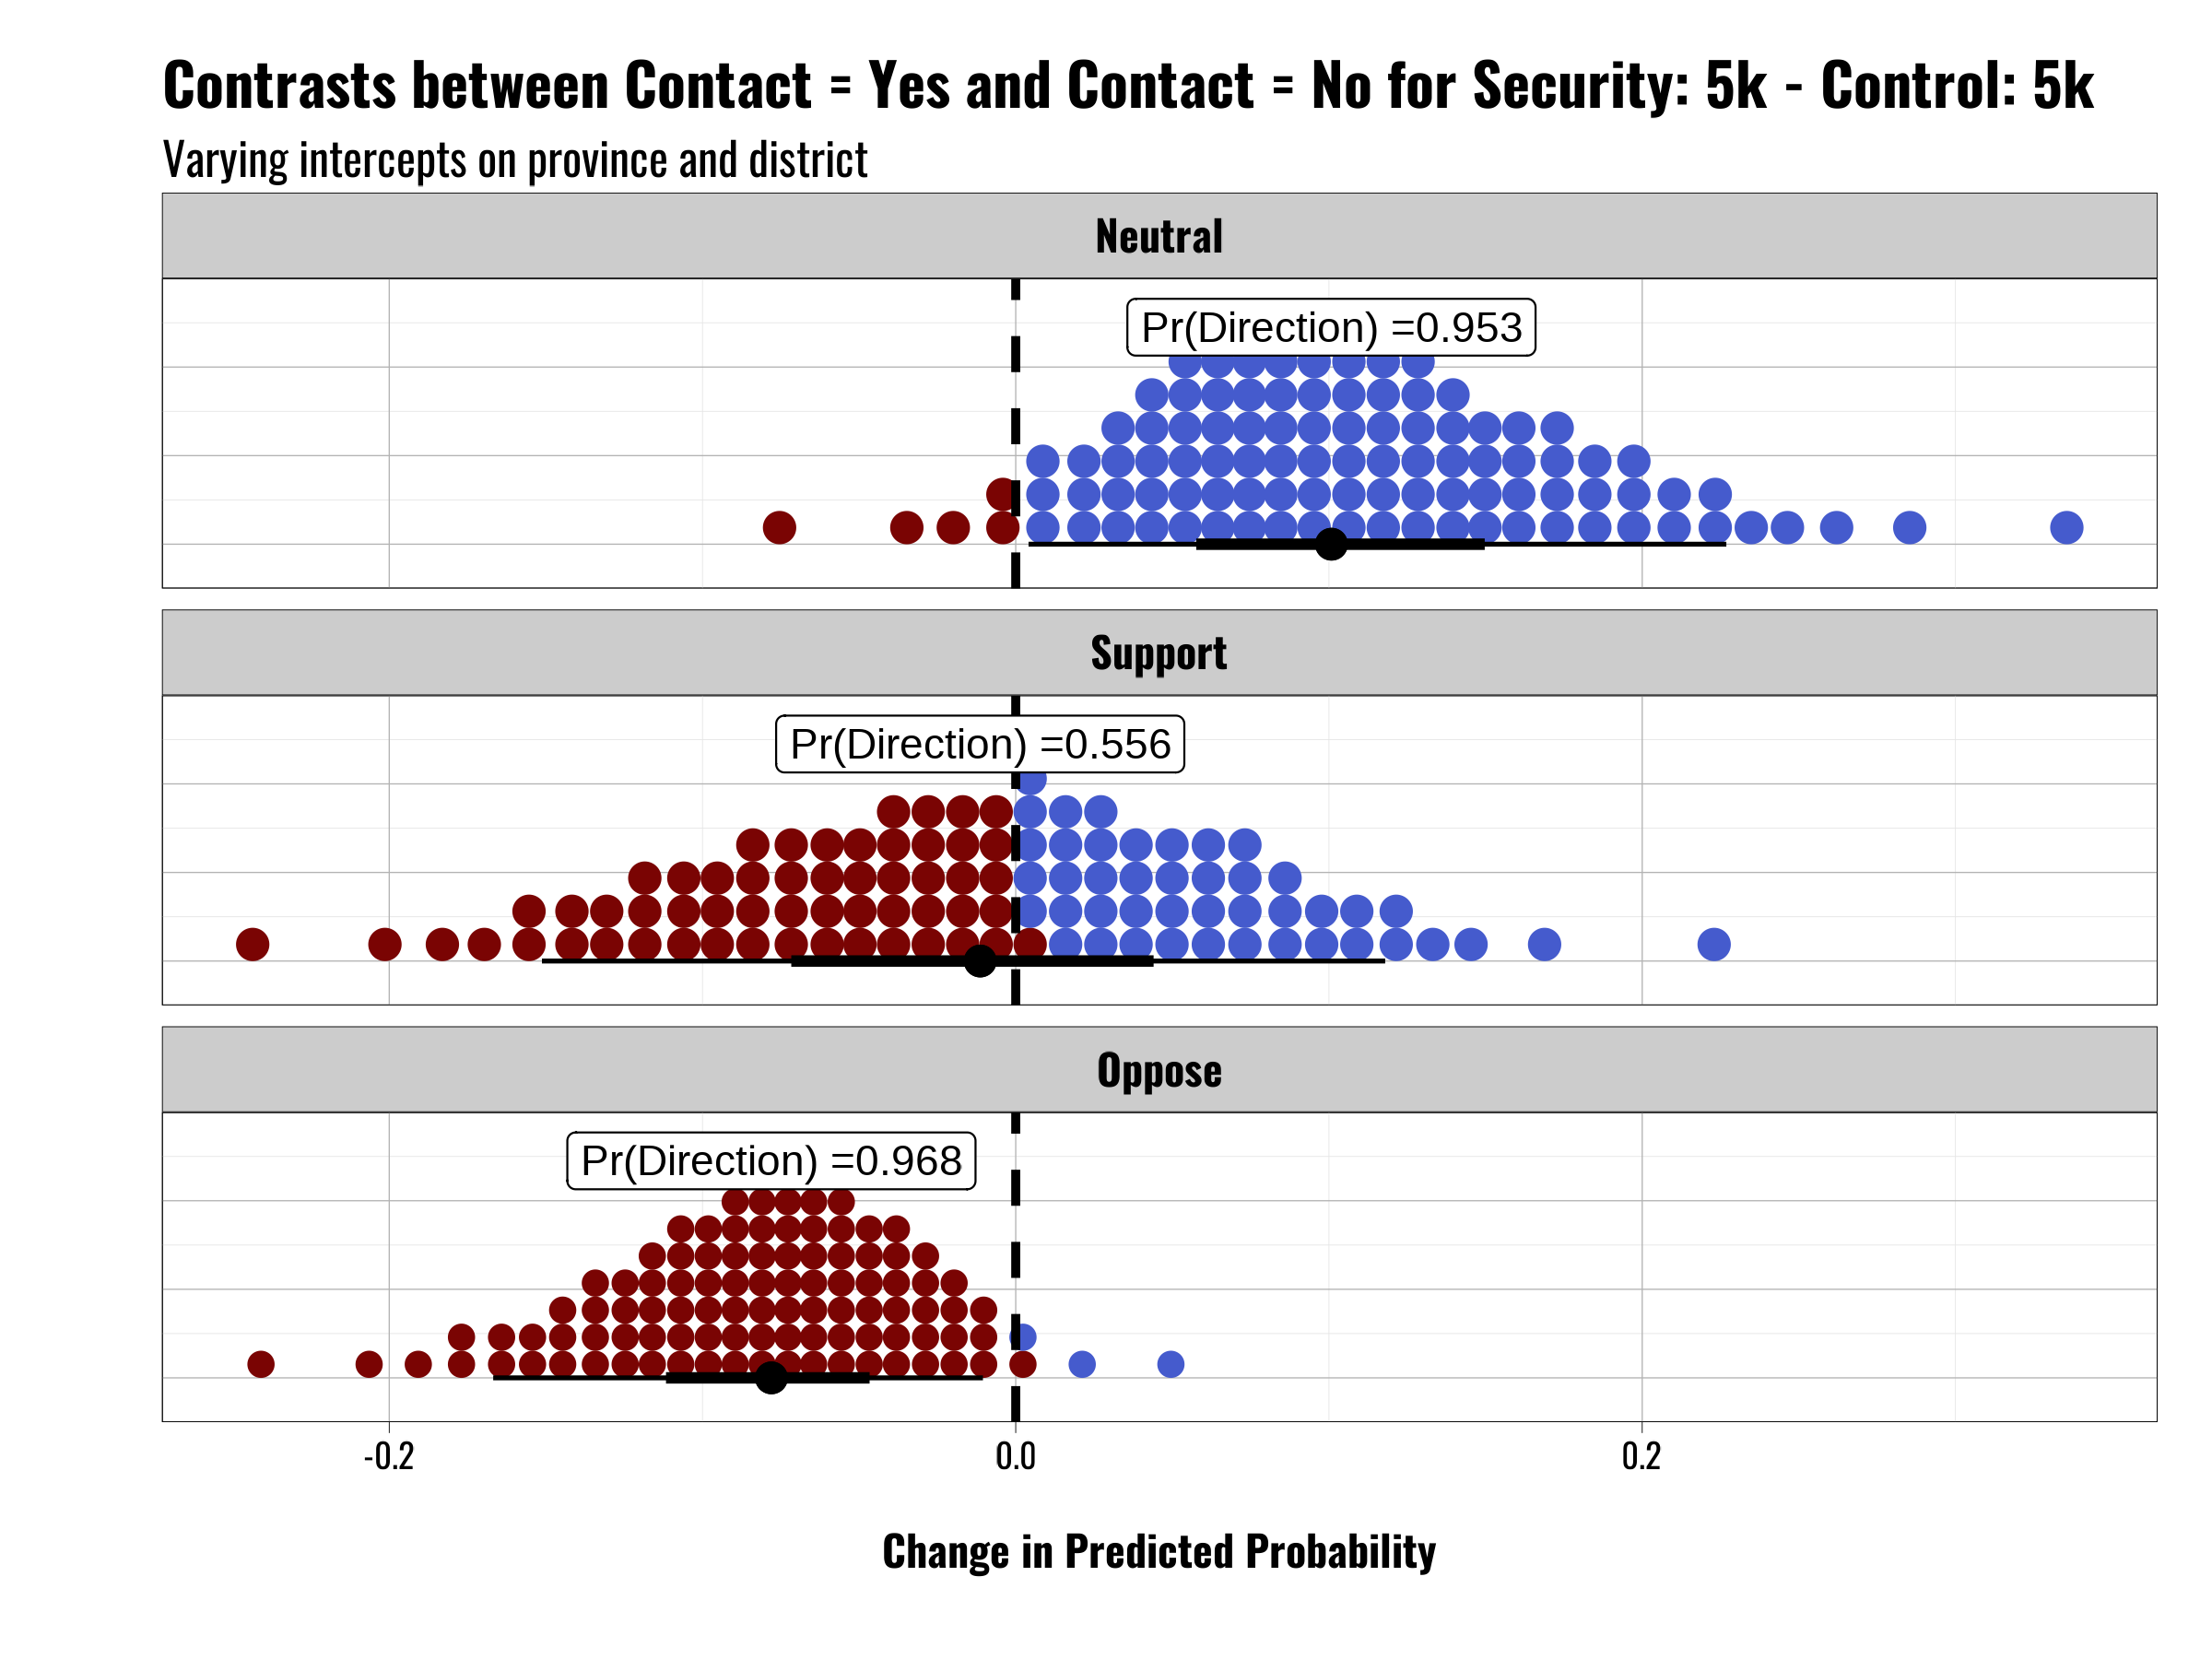 Contrasts between Contact = Yes and Contact = No for Security: 5k - Control: 5k
Varying intercepts on province and district
Neutral
Pr(Direction) =0.953
Support
Pr(Direction) =0.556
Oppose
Pr(Direction) =0.968
-0.2 0.0 0.2
Change in Predicted Probability